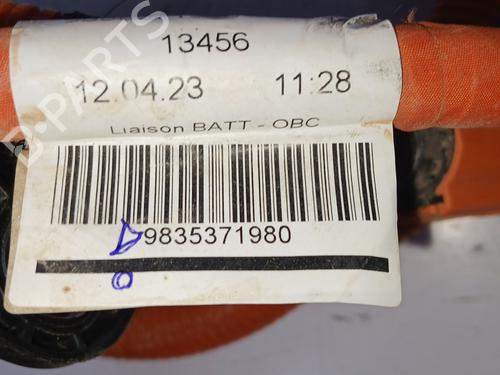 13456
12.04.23 11:28
Liaison BATT - OBC
9835371980
D-PARTS